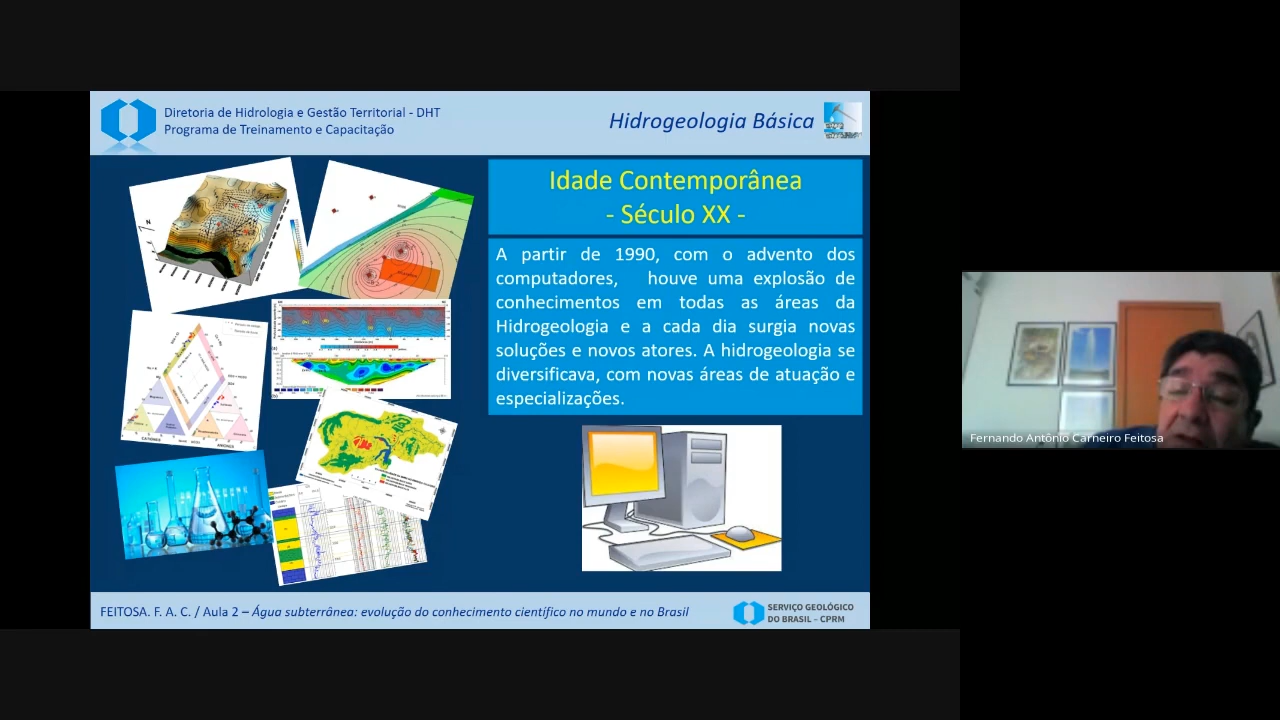 Diretoria de Hidrologia e Gestão Territorial - DHT
Programa de Treinamento e Capacitação
Hidrogeologia Básica
Idade Contemporânea
- Século XX -
A partir de 1990, com o advento dos
computadores, houve uma explosão de
conhecimentos em todas as áreas da
Hidrogeologia e a cada dia surgia novas
soluções e novos atores. A hidrogeologia se
diversificava, com novas áreas de atuação e
especializações.
CATIONES
ANIONES
FEITOSA. F. A. C. / Aula 2 – Água subterrânea: evolução do conhecimento científico no mundo e no Brasil
SERVIÇO GEOLÓGICO
DO BRASIL – CPRM
Fernando Antônio Carneiro Feitosa